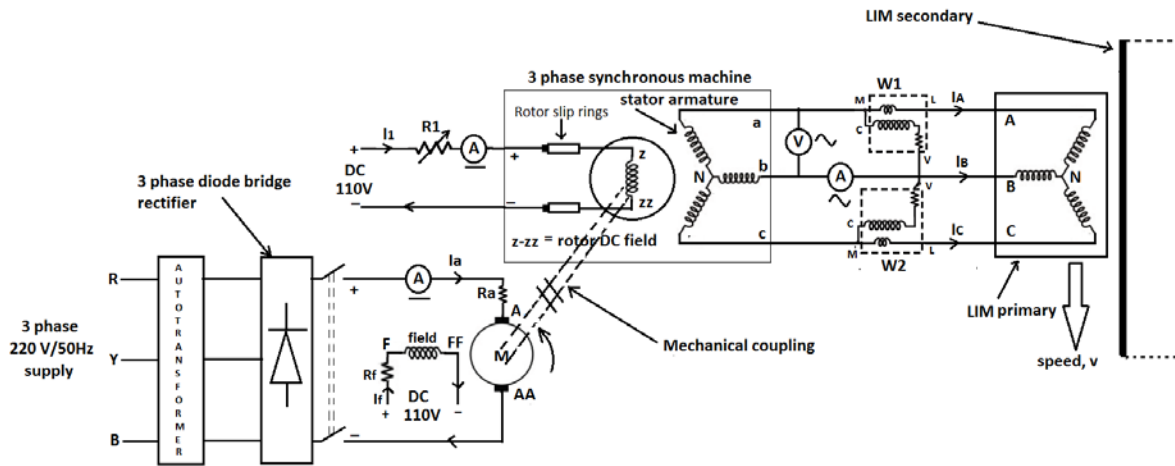 LIM secondary
3 phase synchronous machine
stator armature
Rotor slip rings
W1
M
L
IA
a
A
C
V
V
I1
R1
A
+
+
DC
110V
–
–
z
zz
z-zz = rotor DC field
N
b
A
V
IB
B
N
C
c
M
L
IC
C
W2
3 phase diode bridge
rectifier
LIM primary
speed, v
Mechanical coupling
R
Y
B
3 phase
220 V/50Hz
supply
AUTOTRANSFORMER
+
–
A
Ia
Ra
A
M
AA
F
field
FF
Rf
If
+
DC
110V
–